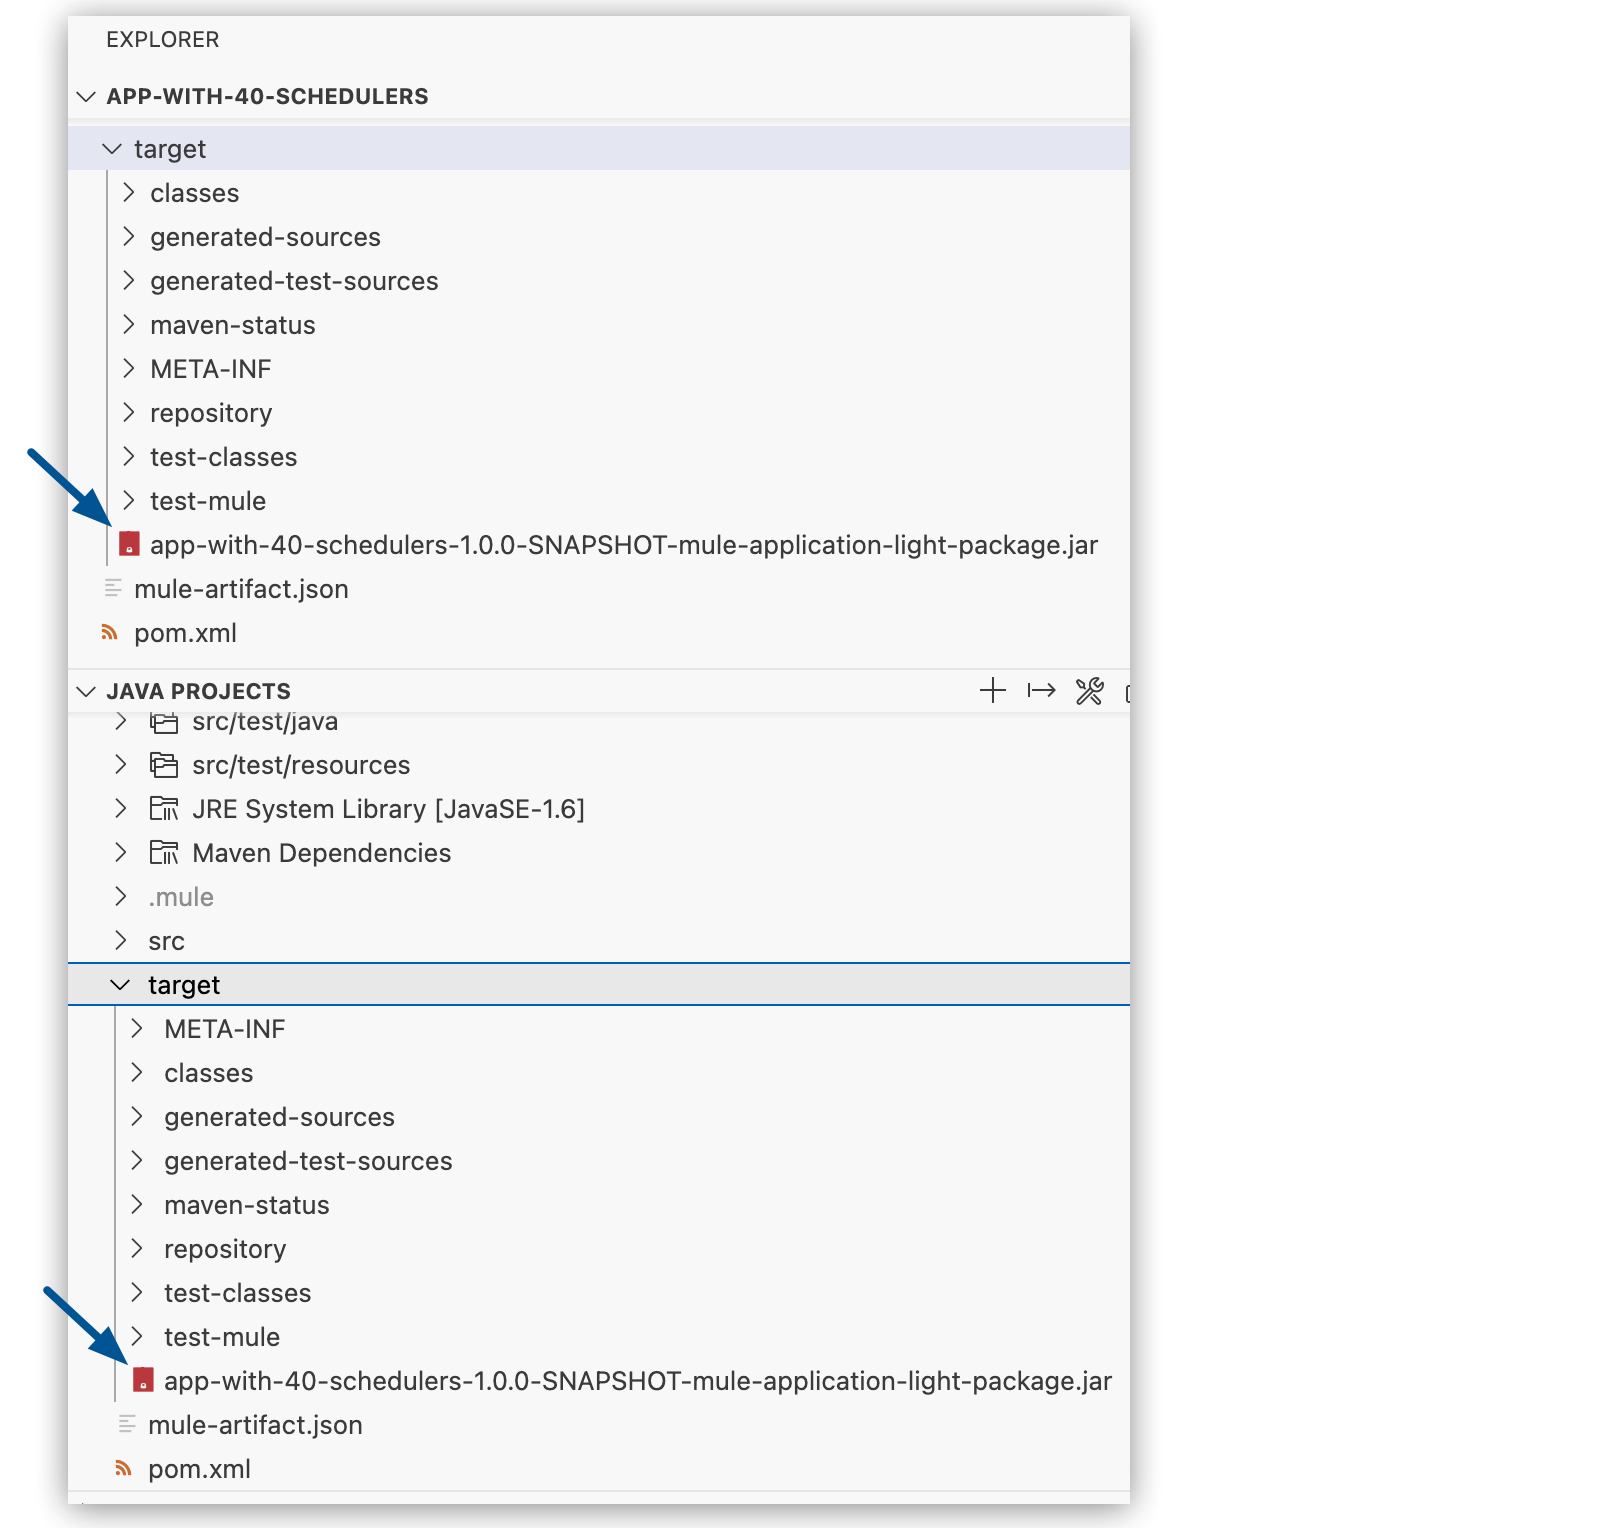 EXPLORER
APP-WITH-40-SCHEDULERS
target
classes
generated-sources
generated-test-sources
maven-status
META-INF
repository
test-classes
test-mule
app-with-40-schedulers-1.0.0-SNAPSHOT-mule-application-light-package.jar
mule-artifact.json
pom.xml
JAVA PROJECTS
src/test/java
src/test/resources
JRE System Library [JavaSE-1.6]
Maven Dependencies
.mule
src
target
META-INF
classes
generated-sources
generated-test-sources
maven-status
repository
test-classes
test-mule
app-with-40-schedulers-1.0.0-SNAPSHOT-mule-application-light-package.jar
mule-artifact.json
pom.xml